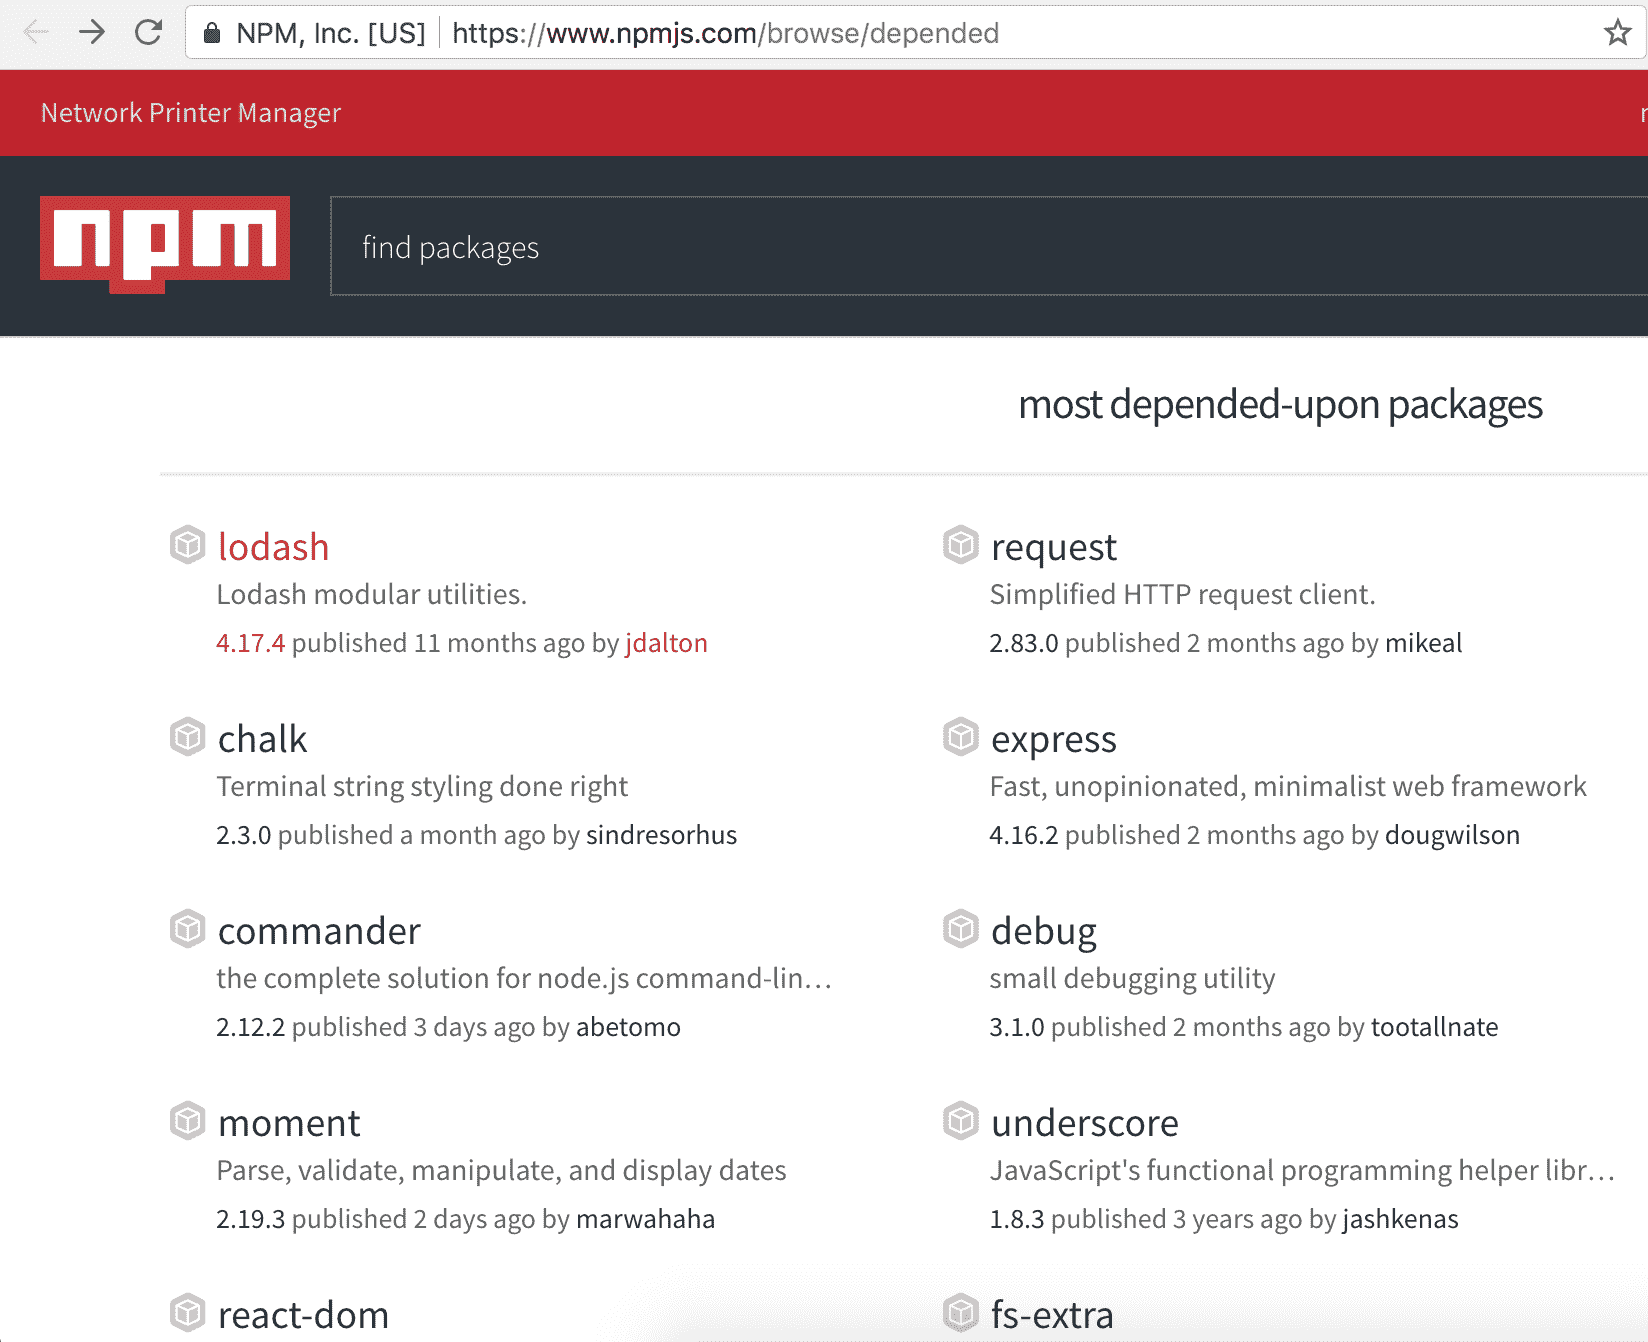 NPM, Inc. [US] https://www.npmjs.com/browse/depended
Network Printer Manager
npm
find packages
most depended-upon packages
lodash
Lodash modular utilities.
4.17.4 published 11 months ago by jdalton
request
Simplified HTTP request client.
2.83.0 published 2 months ago by mikeal
chalk
Terminal string styling done right
2.3.0 published a month ago by sindresorhus
express
Fast, unopinionated, minimalist web framework
4.16.2 published 2 months ago by dougwilson
commander
the complete solution for node.js command-lin…
2.12.2 published 3 days ago by abetomo
debug
small debugging utility
3.1.0 published 2 months ago by tootallnate
moment
Parse, validate, manipulate, and display dates
2.19.3 published 2 days ago by marwahaha
underscore
JavaScript's functional programming helper libr…
1.8.3 published 3 years ago by jashkenas
react-dom
fs-extra